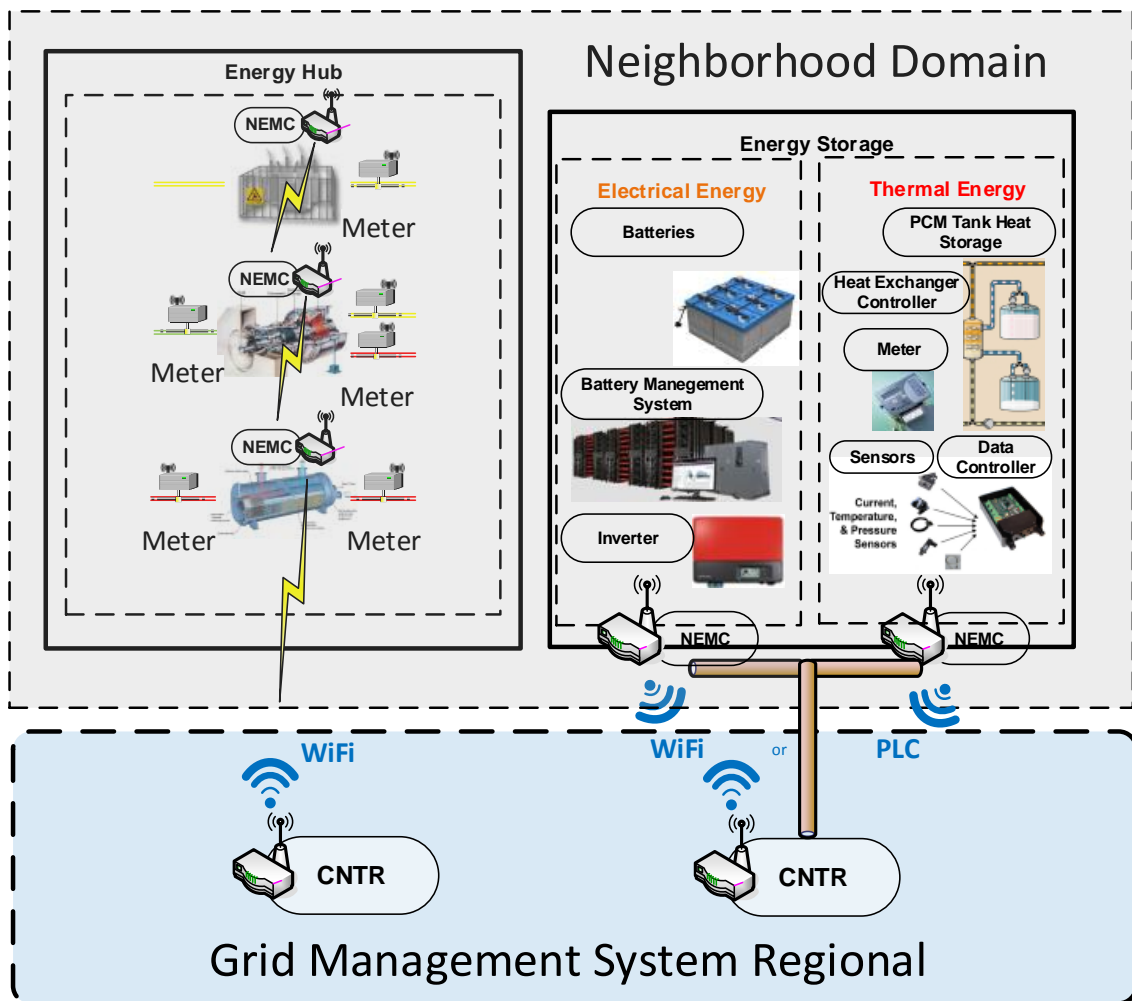 Neighborhood Domain
Energy Hub
NEMC
Meter
NEMC
Meter
Meter
NEMC
Meter
Meter
Energy Storage
Electrical Energy
Batteries
Battery Manegement
System
Inverter
NEMC
Thermal Energy
PCM Tank Heat
Storage
Heat Exchanger
Controller
Meter
Sensors
Data
Controller
Current,
Temperature,
& Pressure
Sensors
NEMC
WiFi
WiFi
or
PLC
CNTR
CNTR
Grid Management System Regional